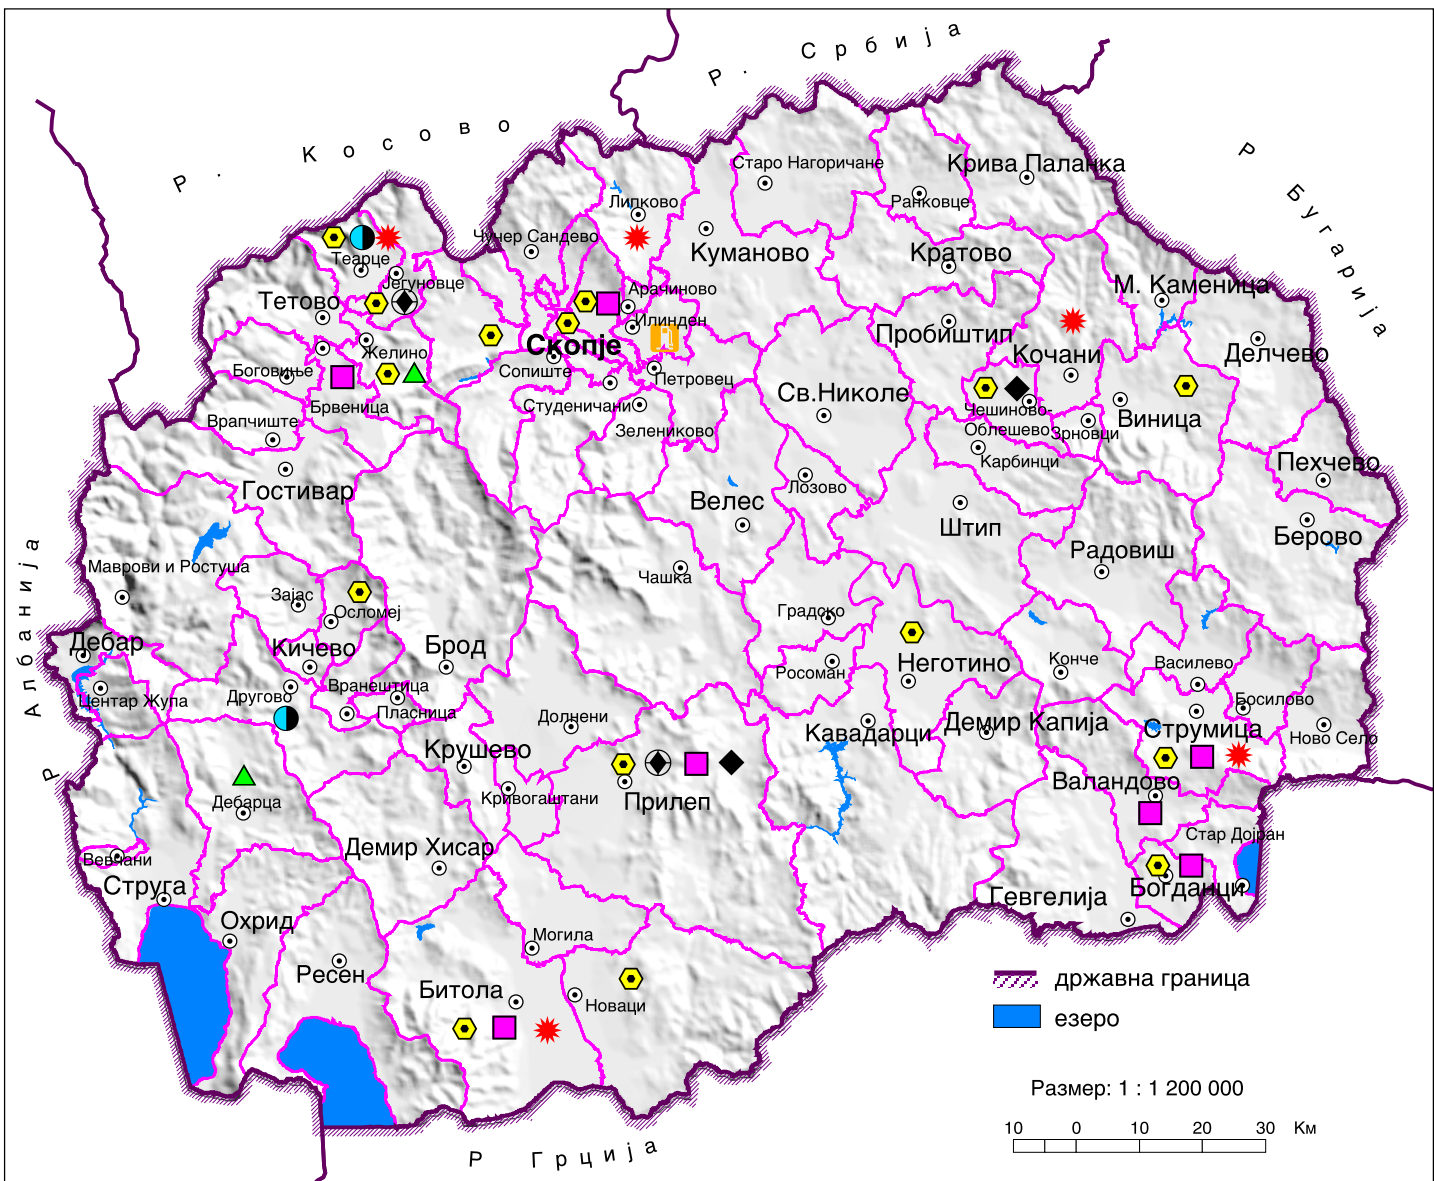 Р. Србија
Р. Косово
Р Бугарија
Р Албанија
Р Грција
Старо Нагоричане
Крива Паланка
Ранковце
Липково
Чучер Сандево
Куманово
Кратово
Теарце
Јегуновце
Тетово
Арачиново
Илинден
М. Каменица
Пробиштип
Скопје
Кочани
Делчево
Желино
Боговиње
Сопиште
Петровец
Брвеница
Студеничани
Св.Николе
Чешиново-
Облешево
Зрновци
Виница
Врапчиште
Зелениково
Карбинци
Пехчево
Гостивар
Лозово
Велес
Штип
Берово
Радовиш
Маврови и Ростуша
Чашка
Зајас
Осломеј
Градско
Дебар
Кичево
Брод
Неготино
Конче
Василево
Росоман
Центар Жупа
Другово
Вранештица
Пласница
Босилово
Долнени
Кавадарци
Демир Капија
Струмица
Ново Село
Крушево
Валандово
Дебарца
Кривогаштани
Прилеп
Стар Дојран
Вевчани
Демир Хисар
Струга
Богданци
Гевгелија
Охрид
Могила
Ресен
Битола
Новаци
државна граница
езеро
Размер: 1 : 1 200 000
10 0 10 20 30 Км